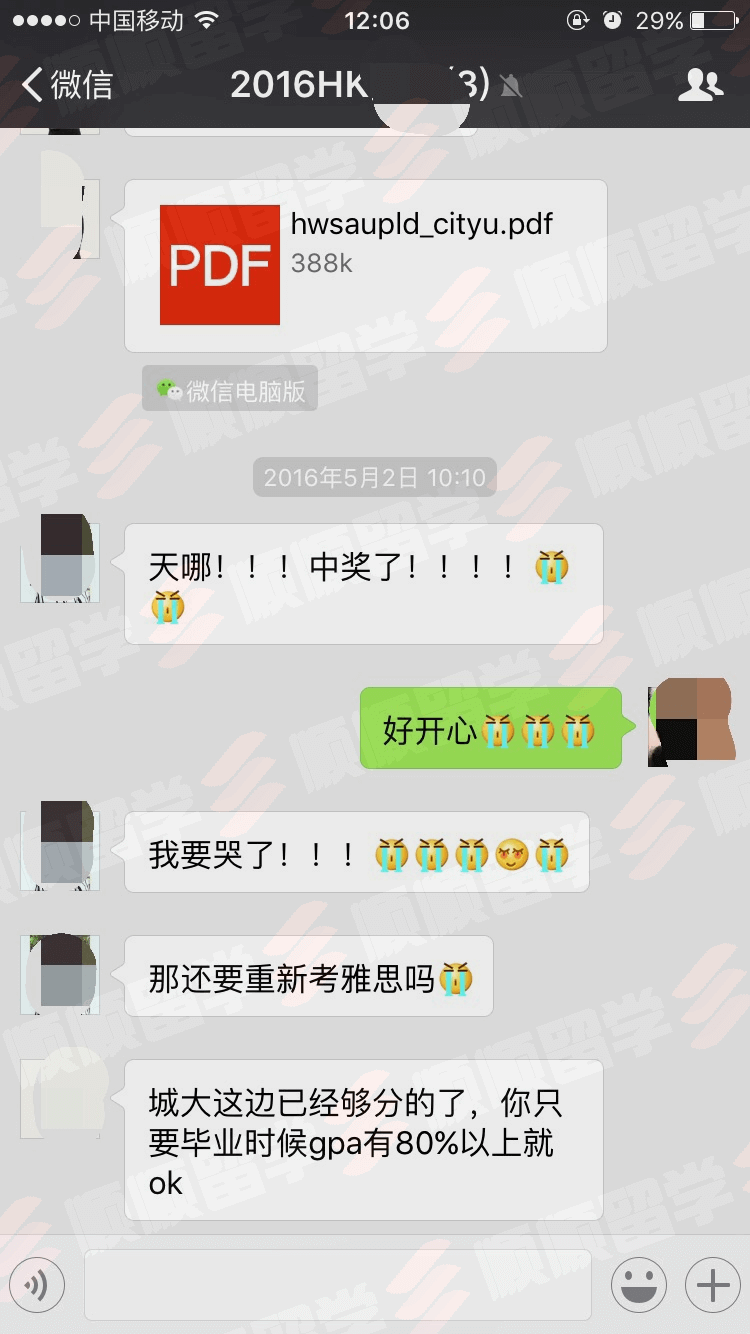 中国移动 12:06 29%
微信 2016HK (3)
PDF hwsaupld_cityu.pdf
388k
微信电脑版
2016年5月2日 10:10
天哪！！！中奖了！！！！😭
😭
好开心😭😭😭
我要哭了！！！😭😭😭😍😭
那还要重新考雅思吗😭
城大这边已经够分的了，你只
要毕业时候gpa有80%以上就
ok
顺顺留学